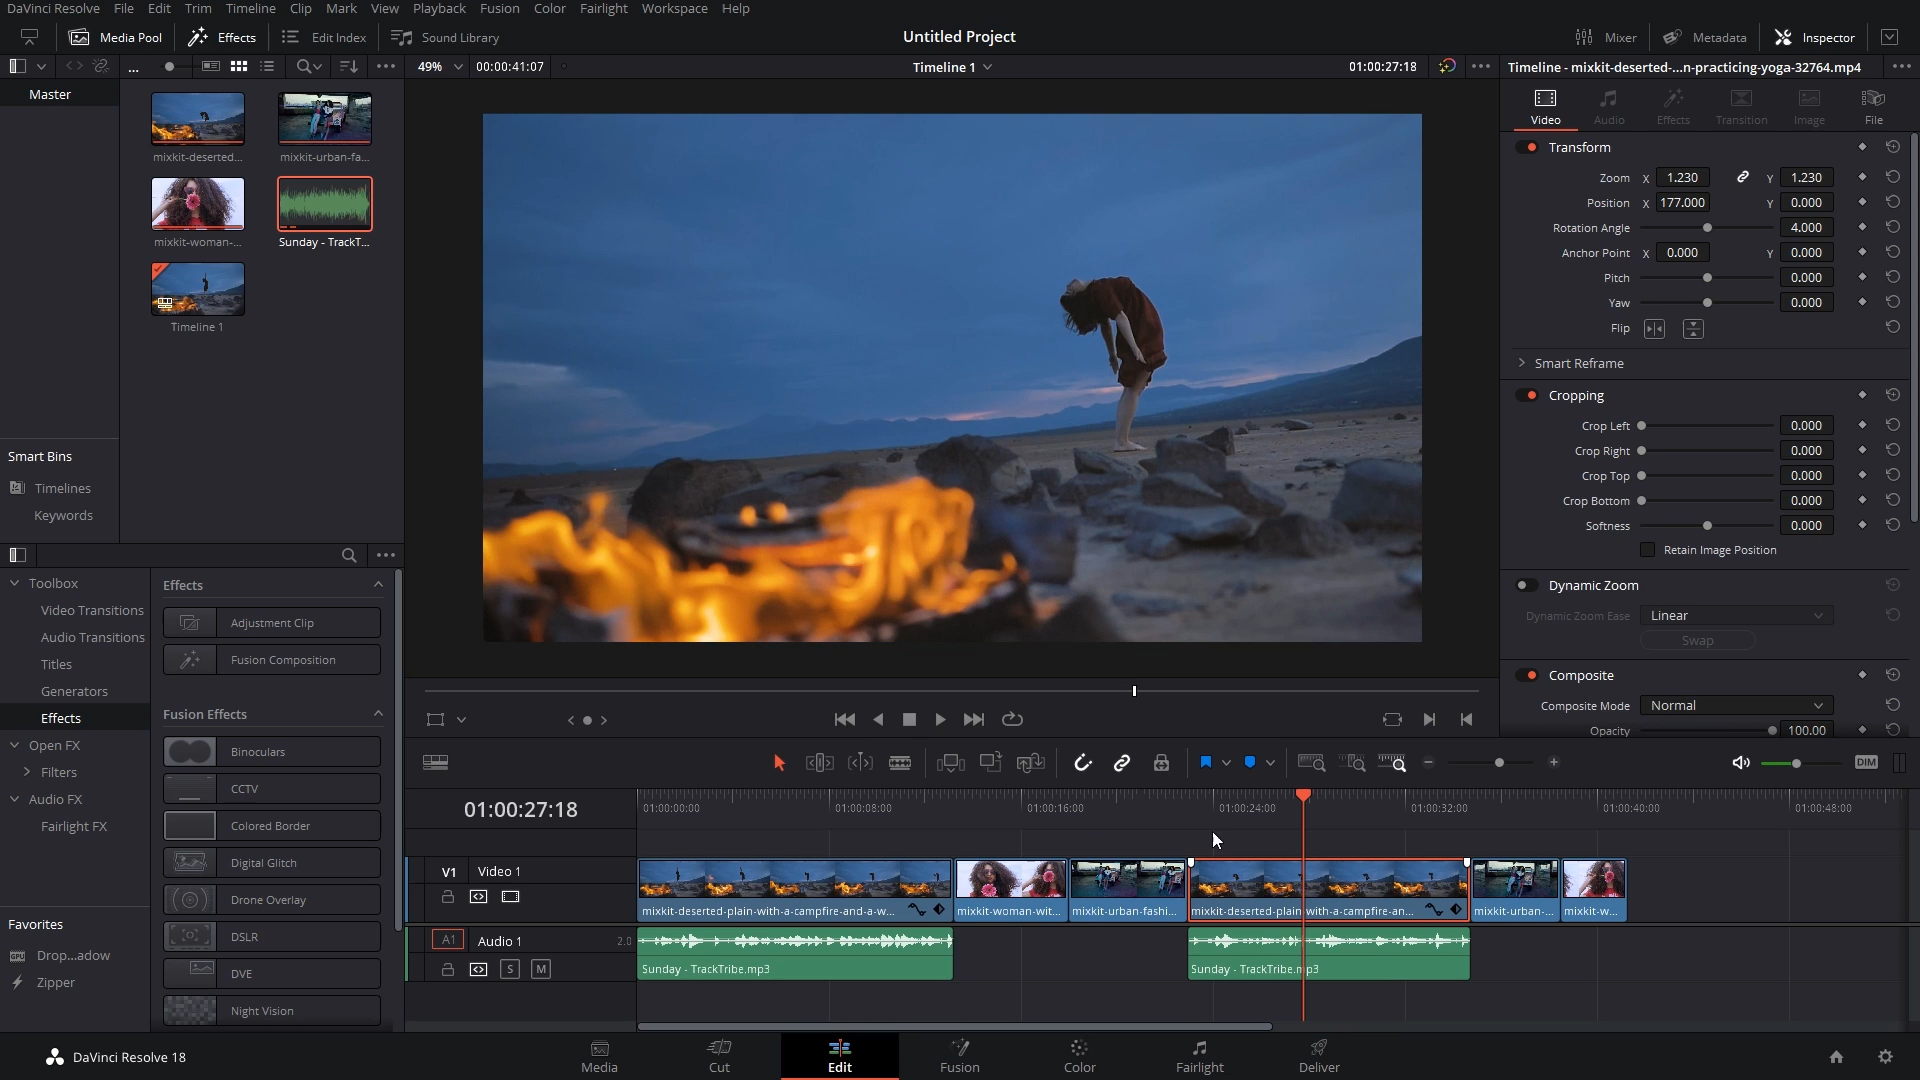 DaVinci Resolve File Edit Trim Timeline Clip Mark View Playback Fusion Color Fairlight Workspace Help
Media Pool Effects Edit Index Sound Library Untitled Project Mixer Metadata Inspector
... 49% 00:00:41:07 Timeline 1 01:00:27:18 Timeline - mixkit-deserted-...n-practicing-yoga-32764.mp4
Master
mixkit-deserted... mixkit-urban-fa...
mixkit-woman-... Sunday - TrackT...
Timeline 1
Smart Bins
Timelines
Keywords
Video Audio Effects Transition Image File
Transform
Zoom X 1.230 Y 1.230
Position X 177.000 Y 0.000
Rotation Angle 4.000
Anchor Point X 0.000 Y 0.000
Pitch 0.000
Yaw 0.000
Flip
Smart Reframe
Cropping
Crop Left 0.000
Crop Right 0.000
Crop Top 0.000
Crop Bottom 0.000
Softness 0.000
Retain Image Position
Dynamic Zoom
Dynamic Zoom Ease Linear
Swap
Composite
Composite Mode Normal
Opacity 100.00
Toolbox
Video Transitions
Audio Transitions
Titles
Generators
Effects
Open FX
Filters
Audio FX
Fairlight FX
Favorites
Drop...adow
Zipper
Effects
Adjustment Clip
Fusion Composition
Fusion Effects
Binoculars
CCTV
Colored Border
Digital Glitch
Drone Overlay
DSLR
DVE
Night Vision
DIM
01:00:27:18 01:00:00:00 01:00:08:00 01:00:16:00 01:00:24:00 01:00:32:00 01:00:40:00 01:00:48:00
V1 Video 1
mixkit-deserted-plain-with-a-campfire-and-a-w... mixkit-woman-wit... mixkit-urban-fashi... mixkit-deserted-plain-with-a-campfire-an... mixkit-urban-... mixkit-w...
A1 Audio 1 2.0
S M Sunday - TrackTribe.mp3 Sunday - TrackTribe.mp3
DaVinci Resolve 18 Media Cut Edit Fusion Color Fairlight Deliver